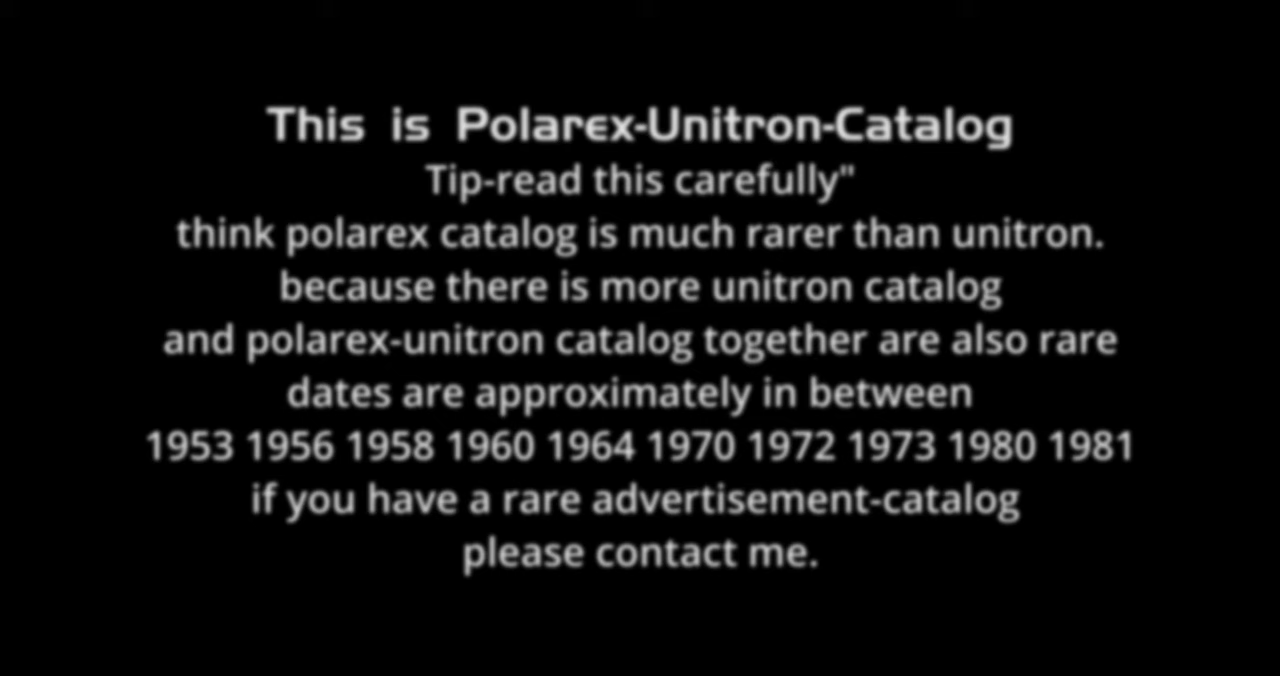 This is Polarex-Unitron-Catalog
Tip-read this carefully"
think polarex catalog is much rarer than unitron.
because there is more unitron catalog
and polarex-unitron catalog together are also rare
dates are approximately in between
1953 1956 1958 1960 1964 1970 1972 1973 1980 1981
if you have a rare advertisement-catalog
please contact me.